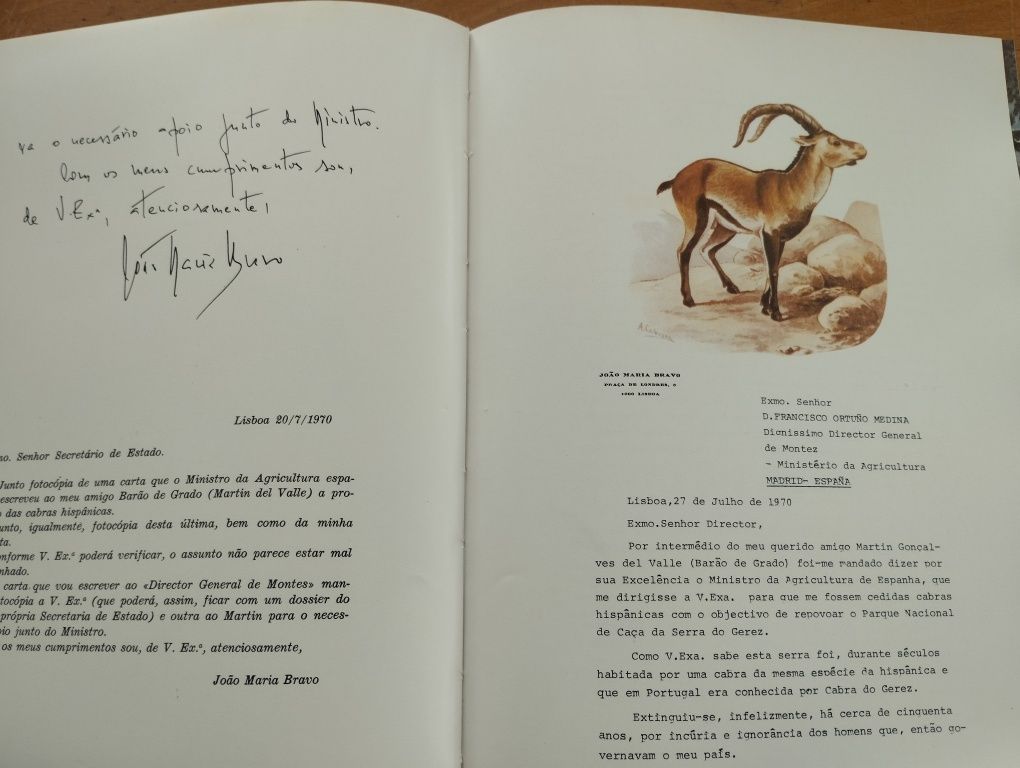 va o necessário apoio junto do Ministro.
Com os meus cumprimentos sou,
de V. Exª, atenciosamente,
João Maria Bravo
Lisboa 20/7/1970
mo. Senhor Secretário de Estado.
Junto fotocópia de uma carta que o Ministro da Agricultura espa-
escreveu ao meu amigo Barão de Grado (Martin del Valle) a pro-
o das cabras hispânicas.
unto, igualmente, fotocópia desta última, bem como da minha
ta.
onforme V. Ex.ª poderá verificar, o assunto não parece estar mal
nhado.
carta que vou escrever ao «Director General de Montes» man-
otocópia a V. Ex.ª (que poderá, assim, ficar com um dossier do
própria Secretaria de Estado) e outra ao Martin para o neces-
oio junto do Ministro.
os meus cumprimentos sou, de V. Ex.ª, atenciosamente,
João Maria Bravo
JOÃO MARIA BRAVO
PRAÇA DE LONDRES, 3
1000 LISBOA
Exmo. Senhor
D.FRANCISCO ORTUÑO MEDINA
Dignissimo Director General
de Montez
- Ministério da Agricultura
MADRID- ESPAÑA
Lisboa,27 de Julho de 1970
Exmo.Senhor Director,
Por intermédio do meu querido amigo Martin Gonçal-
ves del Valle (Barão de Grado) foi-me mandado dizer por
sua Excelência o Ministro da Agricultura de Espanha, que
me dirigisse a V.Exa. para que me fossem cedidas cabras
hispânicas com o objectivo de repovoar o Parque Nacional
de Caça da Serra do Gerez.
Como V.Exa. sabe esta serra foi, durante séculos
habitada por uma cabra da mesma espécie da hispânica e
que em Portugal era conhecida por Cabra do Gerez.
Extinguiu-se, infelizmente, há cerca de cinquenta
anos, por incúria e ignorância dos homens que, então go-
vernavam o meu país.